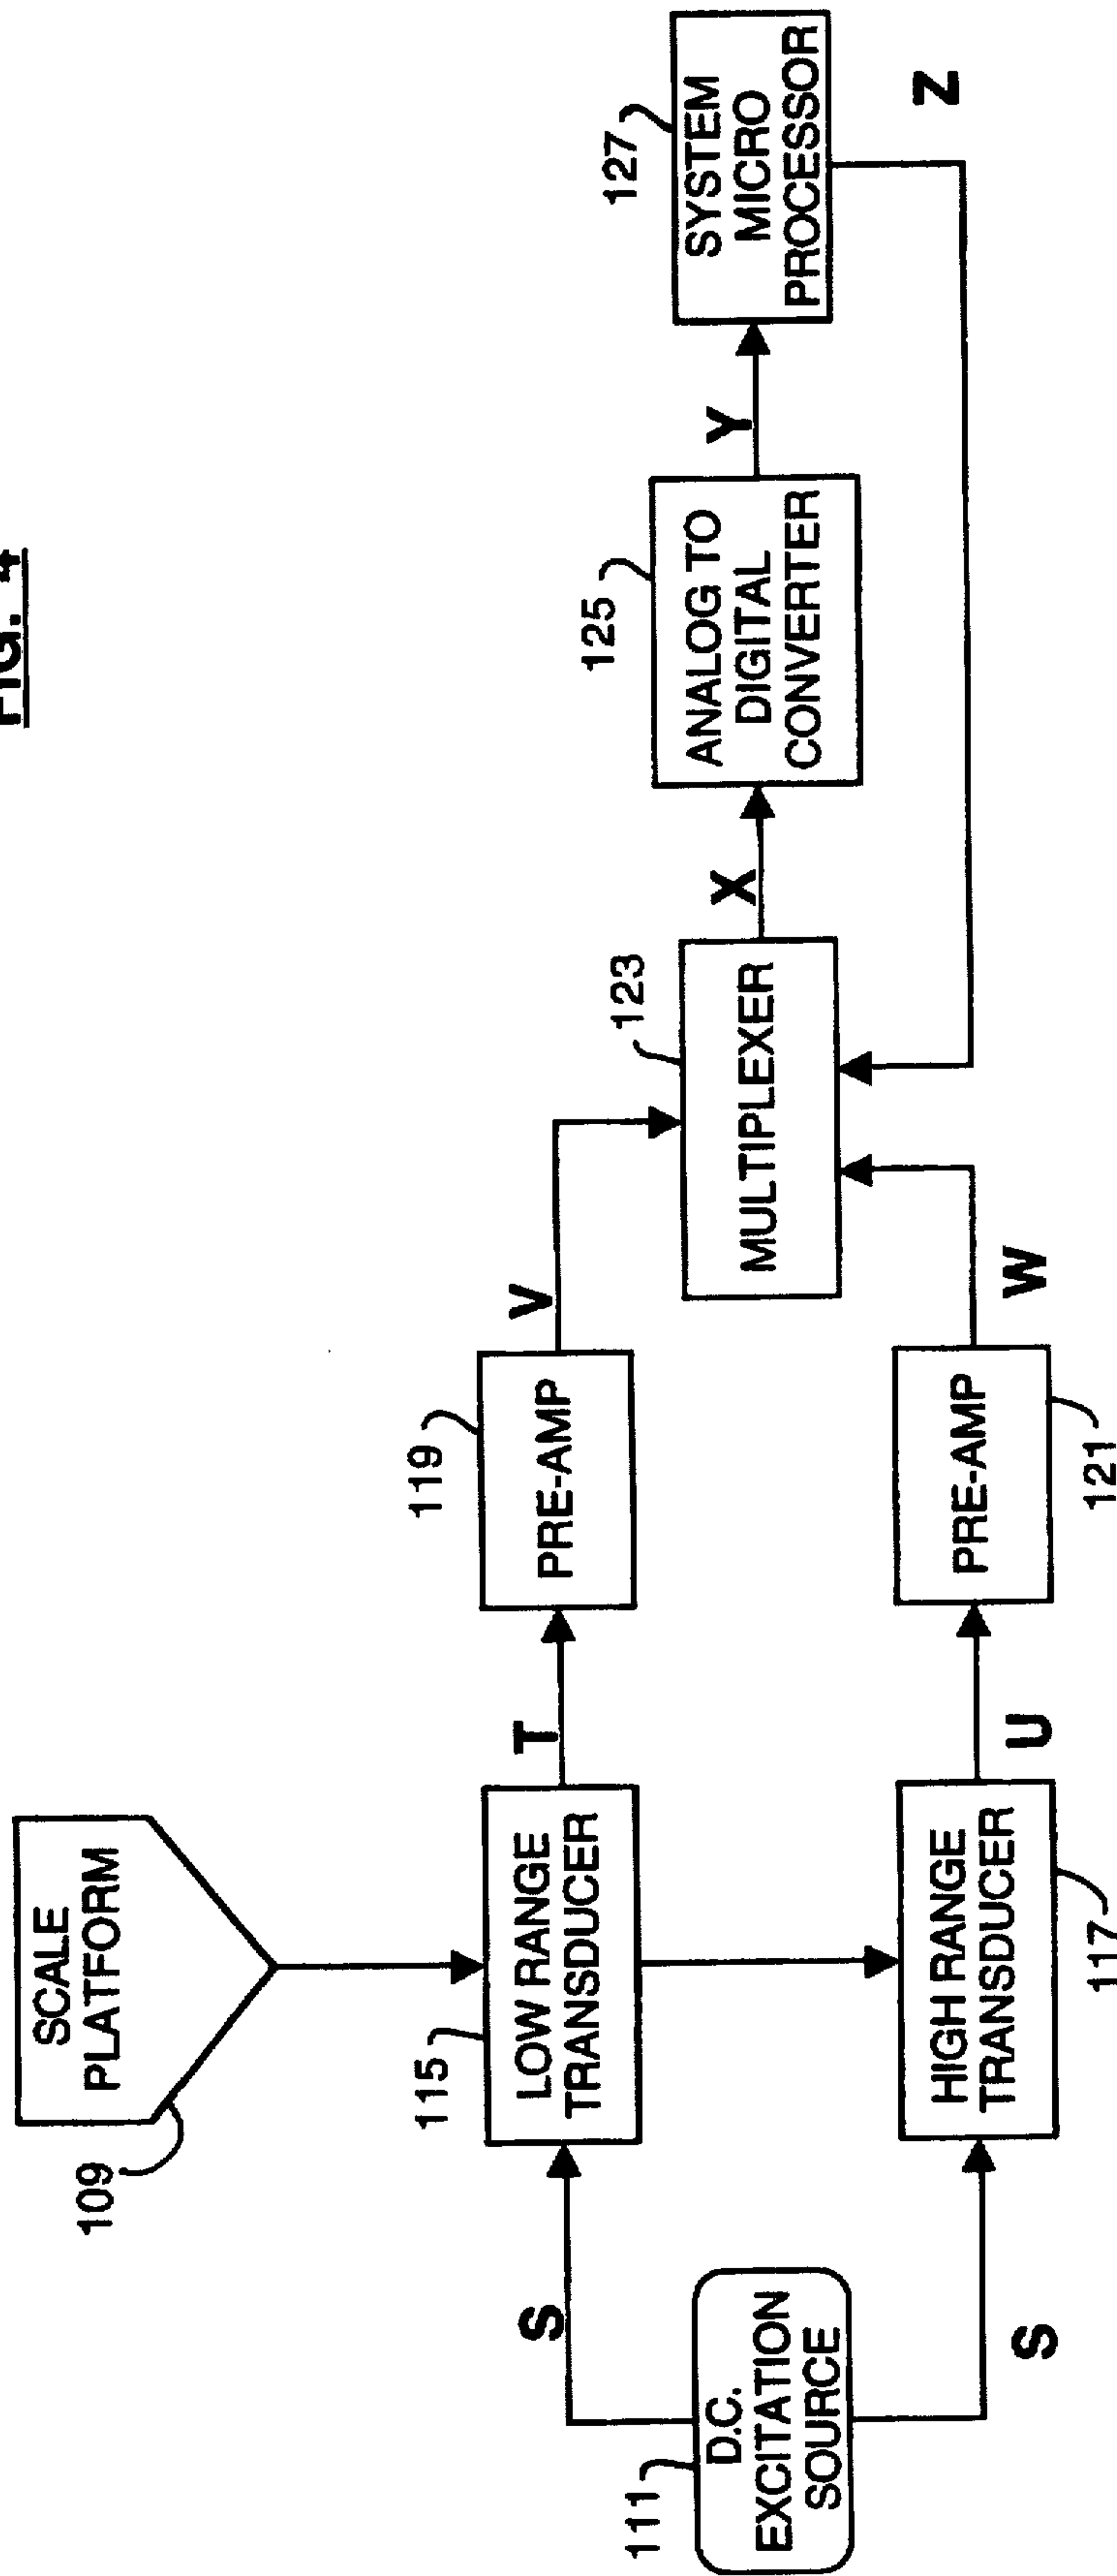 FIG. 4
SCALE
PLATFORM
109
115
LOW RANGE
TRANSDUCER
T
119
PRE-AMP
V
S
111
D.C.
EXCITATION
SOURCE
S
HIGH RANGE
TRANSDUCER
117
U
PRE-AMP
121
W
123
MULTIPLEXER
X
125
ANALOG TO
DIGITAL
CONVERTER
Y
127
SYSTEM
MICRO
PROCESSOR
Z